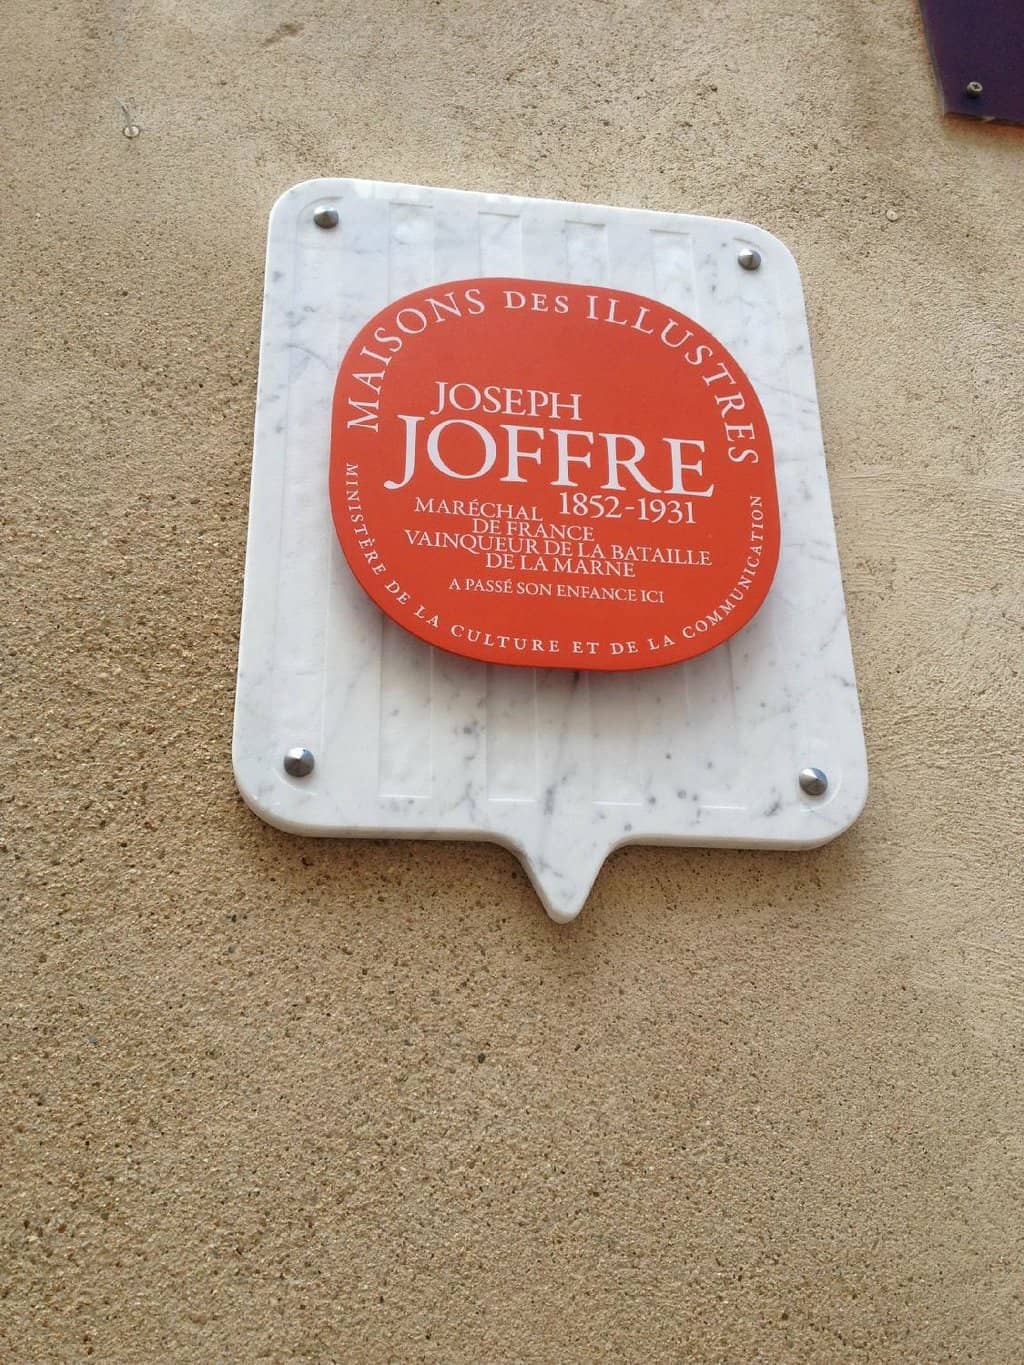 MAISONS DES ILLUSTRES
JOSEPH
JOFFRE
1852-1931
MARÉCHAL
DE FRANCE
VAINQUEUR DE LA BATAILLE
DE LA MARNE
A PASSÉ SON ENFANCE ICI
MINISTÈRE DE LA CULTURE ET DE LA COMMUNICATION